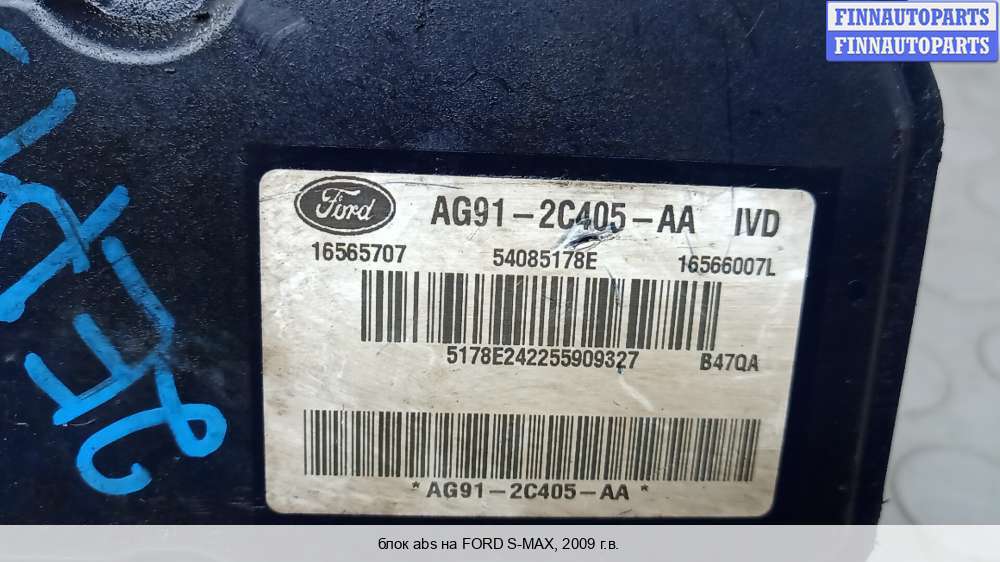 FINNAUTOPARTS
FINNAUTOPARTS
Ford AG91-2C405-AA IVD
16565707 54085178E 16566007L
5178E242255909327 B47QA
*AG91-2C405-AA*
блок abs на FORD S-MAX, 2009 г.в.